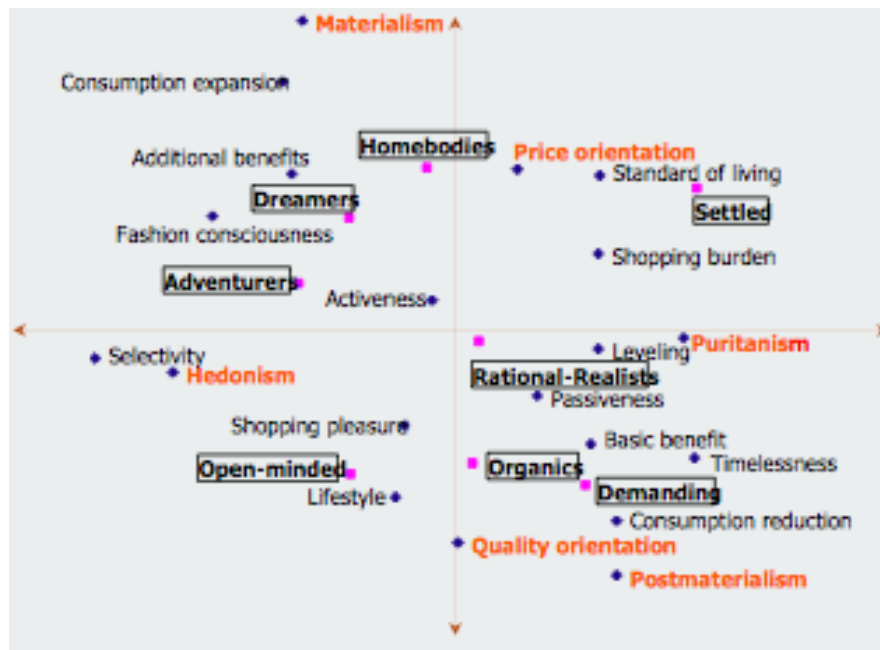 Materialism
Consumption expansion
Homebodies
Price orientation
Additional benefits
Standard of living
Dreamers
Settled
Fashion consciousness
Shopping burden
Adventurers
Activeness
Puritanism
Leveling
Selectivity
Hedonism
Rational-Realists
Passiveness
Shopping pleasure
Basic benefit
Timelessness
Open-minded
Organics
Demanding
Lifestyle
Consumption reduction
Quality orientation
Postmaterialism